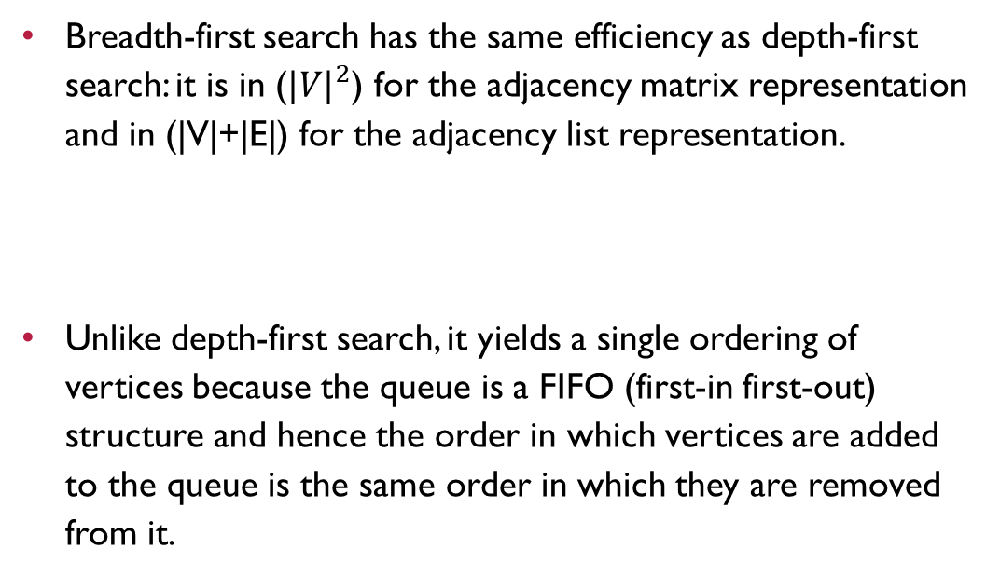 • Breadth-first search has the same efficiency as depth-first
search: it is in (|V|²) for the adjacency matrix representation
and in (|V|+|E|) for the adjacency list representation.
• Unlike depth-first search, it yields a single ordering of
vertices because the queue is a FIFO (first-in first-out)
structure and hence the order in which vertices are added
to the queue is the same order in which they are removed
from it.